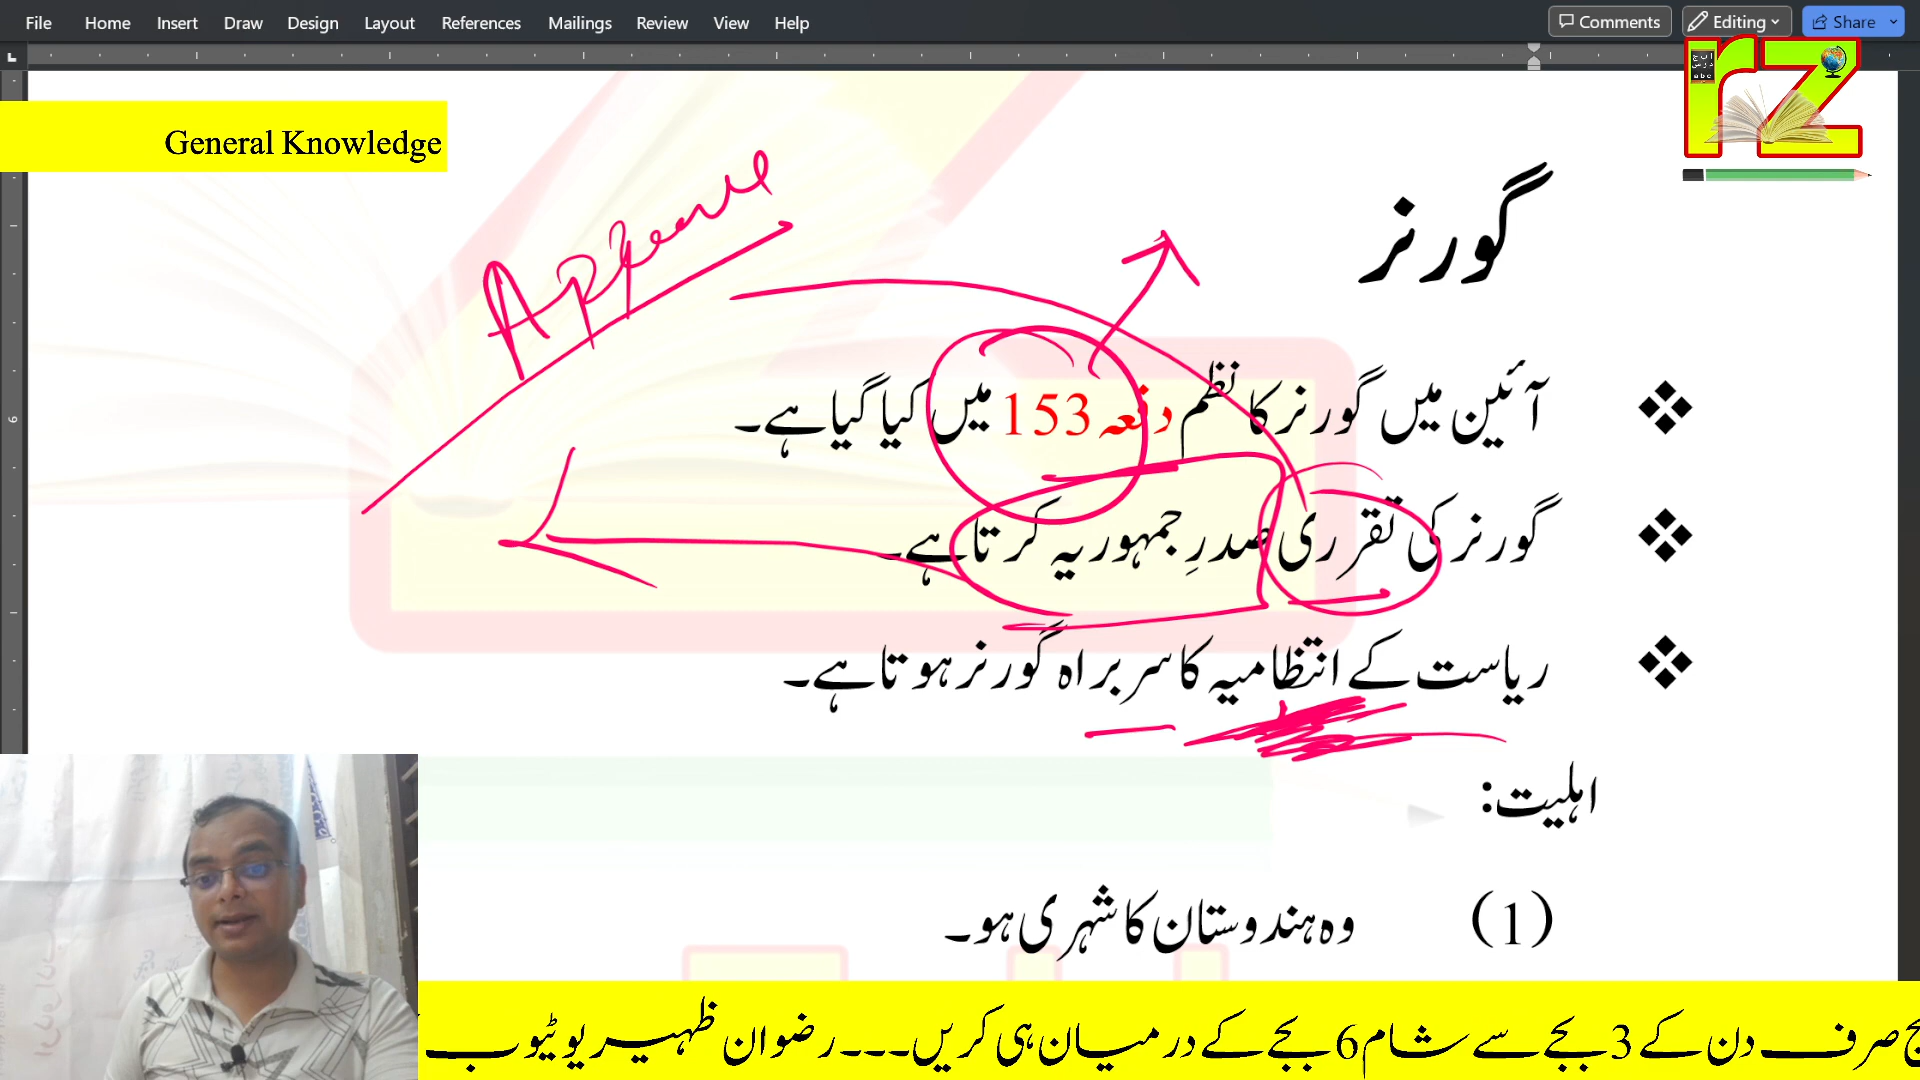 File Home Insert Draw Design Layout References Mailings Review View Help Comments Editing Share
General Knowledge
rz
گورنر
آئین میں گورنر کا نظم دفعہ 153 میں کیا گیا ہے۔
گورنر کی تقرری صدرِ جمہوریہ کرتا ہے۔
ریاست کے انتظامیہ کا سربراہ گورنر ہوتا ہے۔
اہلیت:
(1) وہ ہندوستان کا شہری ہو۔
صرف دن کے 3 بجے سے شام 6 بجے کے درمیان ہی کریں۔۔۔ رضوان ظہیر یوٹیوب